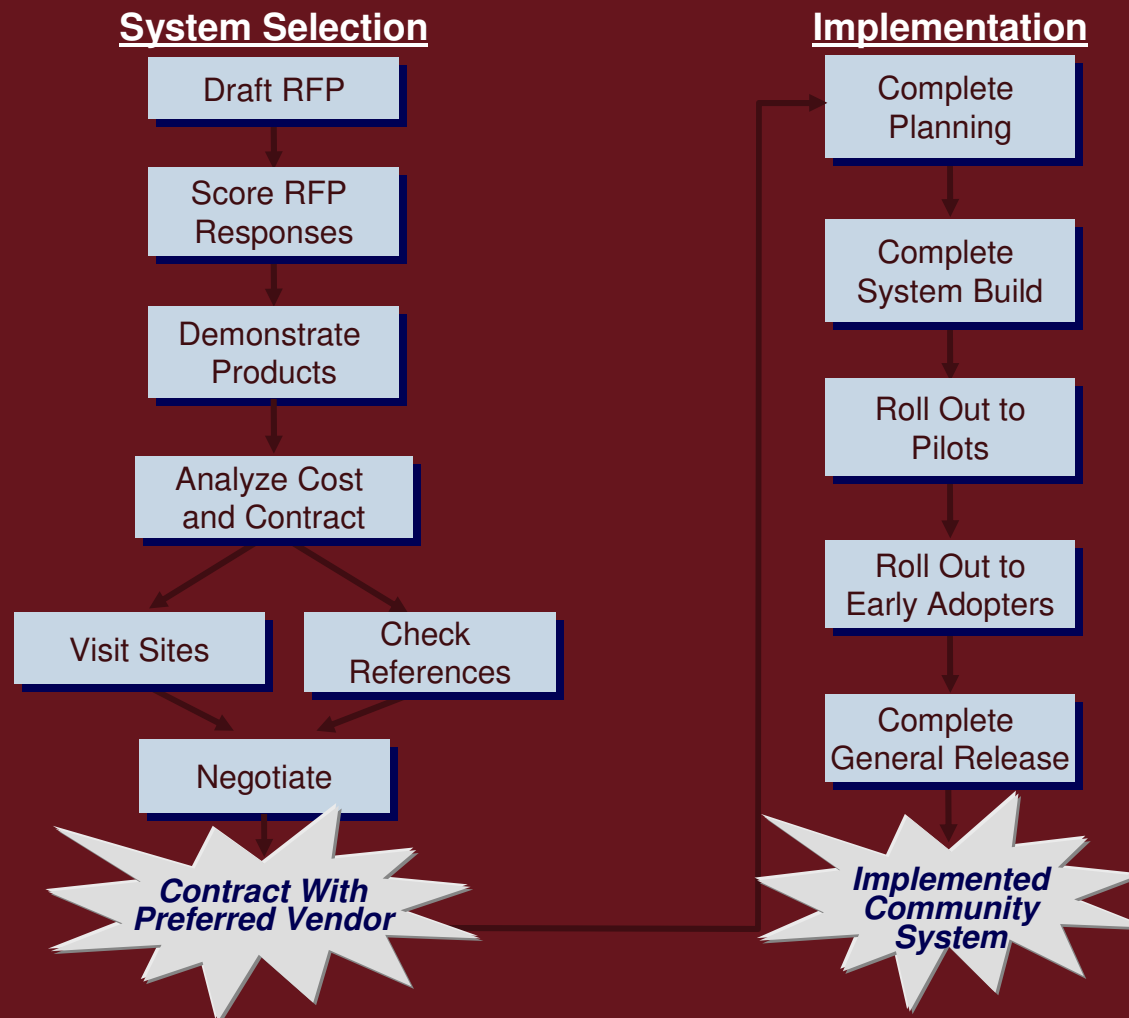 System Selection
Draft RFP
Score RFP
Responses
Demonstrate
Products
Analyze Cost
and Contract
Visit Sites
Check
References
Negotiate
Contract With
Preferred Vendor
Implementation
Complete
Planning
Complete
System Build
Roll Out to
Pilots
Roll Out to
Early Adopters
Complete
General Release
Implemented
Community
System